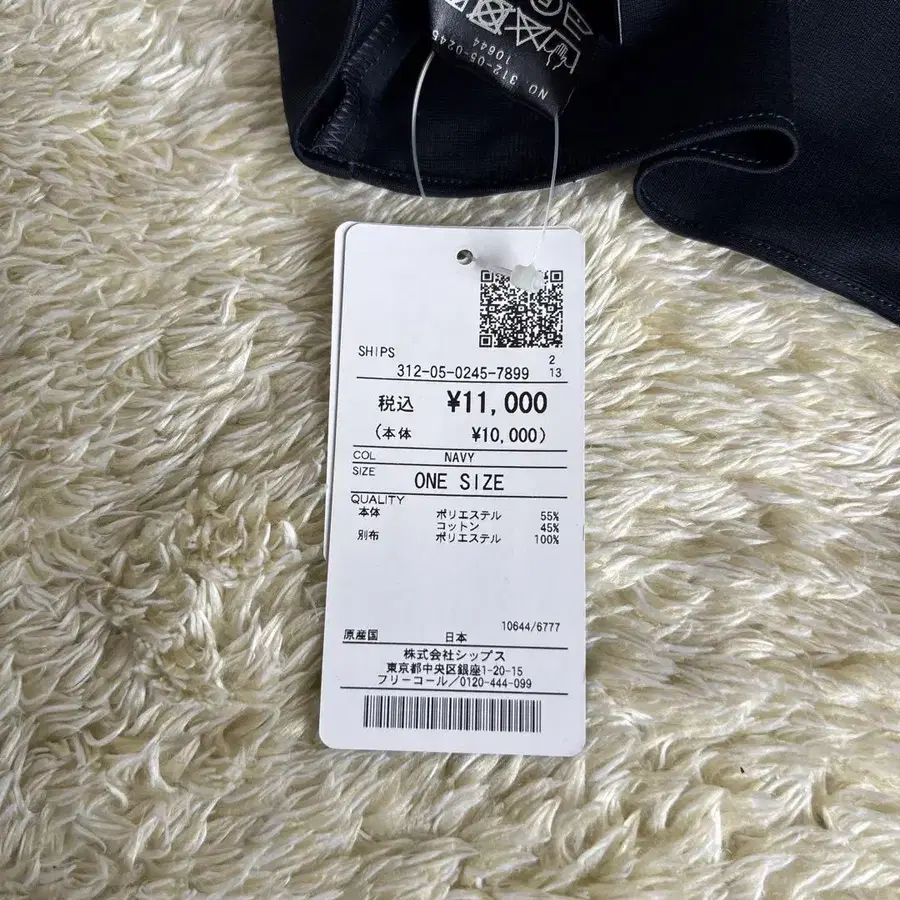 NO 312-05-0245
10644
SHIPS
2
312-05-0245-7899 13
税込 ¥11,000
(本体 ¥10,000)
COL NAVY
SIZE ONE SIZE
QUALITY
本体 ポリエステル 55%
コットン 45%
別布 ポリエステル 100%
10644/6777
原産国 日本
株式会社シップス
東京都中央区銀座1-20-15
フリーコール/0120-444-099